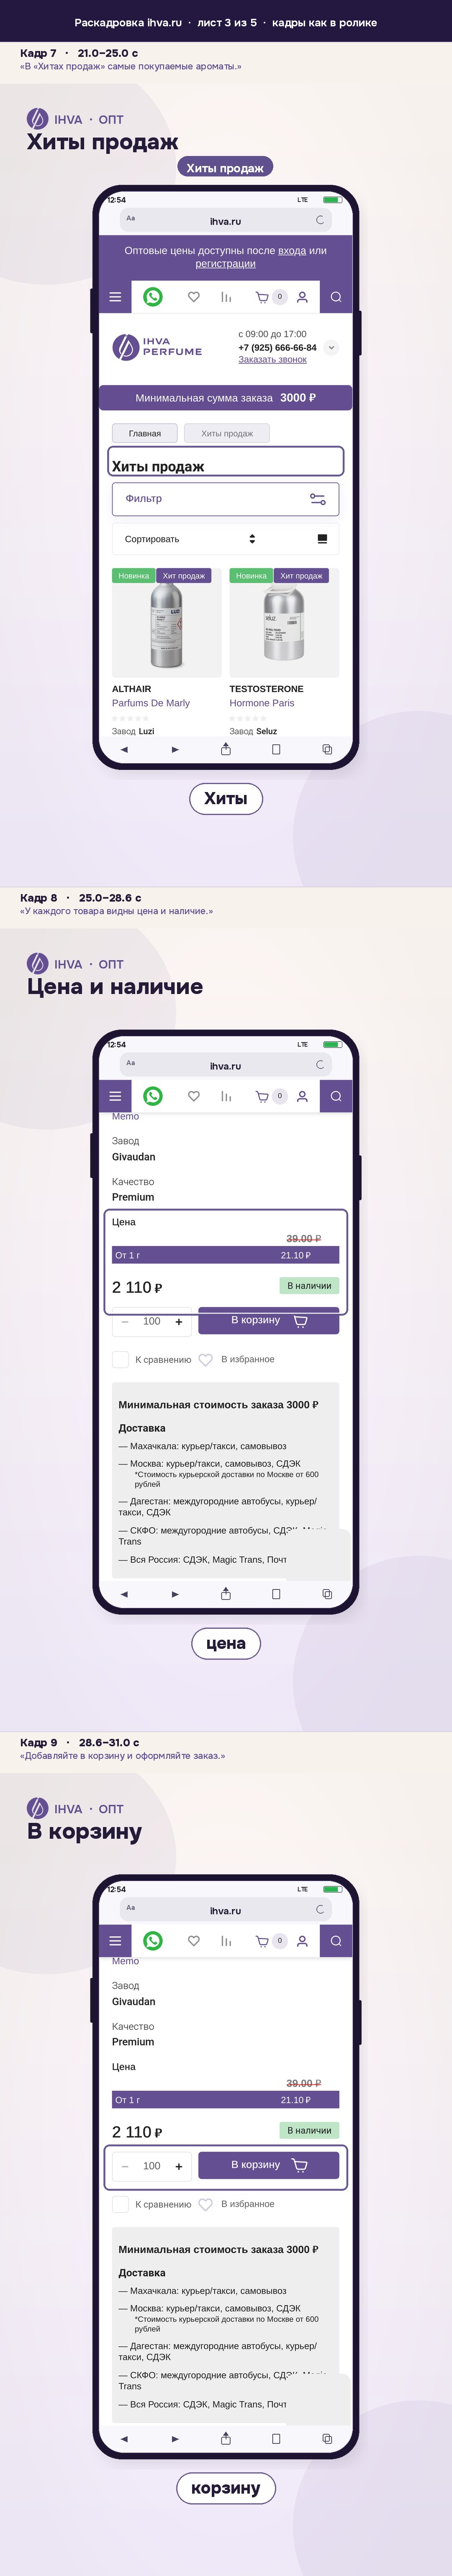 Раскадровка ihva.ru · лист 3 из 5 · кадры как в ролике
Кадр 7 · 21.0–25.0 с
«В «Хитах продаж» самые покупаемые ароматы.»
IHVA · ОПТ
Хиты продаж
Хиты продаж
12:54
LTE
Aa
ihva.ru
Оптовые цены доступны после входа или
регистрации
0
IHVA
PERFUME
с 09:00 до 17:00
+7 (925) 666-66-84
Заказать звонок
Минимальная сумма заказа 3000 ₽
Главная
Хиты продаж
Хиты продаж
Фильтр
Сортировать
Новинка
Хит продаж
Новинка
Хит продаж
LUZI
seluz.
ALTHAIR
TESTOSTERONE
Parfums De Marly
Hormone Paris
Завод Luzi
Завод Seluz
Хиты
Кадр 8 · 25.0–28.6 с
«У каждого товара видны цена и наличие.»
IHVA · ОПТ
Цена и наличие
12:54
LTE
Aa
ihva.ru
0
Memo
Завод
Givaudan
Качество
Premium
Цена
39.00 ₽
От 1 г
21.10 ₽
2 110 ₽
В наличии
− 100 +
В корзину
К сравнению
В избранное
Минимальная стоимость заказа 3000 ₽
Доставка
— Махачкала: курьер/такси, самовывоз
— Москва: курьер/такси, самовывоз, СДЭК
*Стоимость курьерской доставки по Москве от 600
рублей
— Дагестан: междугородние автобусы, курьер/
такси, СДЭК
— СКФО: междугородние автобусы, СДЭК, Magic
Trans
— Вся Россия: СДЭК, Magic Trans, Почт
цена
Кадр 9 · 28.6–31.0 с
«Добавляйте в корзину и оформляйте заказ.»
IHVA · ОПТ
В корзину
12:54
LTE
Aa
ihva.ru
0
Memo
Завод
Givaudan
Качество
Premium
Цена
39.00 ₽
От 1 г
21.10 ₽
2 110 ₽
В наличии
− 100 +
В корзину
К сравнению
В избранное
Минимальная стоимость заказа 3000 ₽
Доставка
— Махачкала: курьер/такси, самовывоз
— Москва: курьер/такси, самовывоз, СДЭК
*Стоимость курьерской доставки по Москве от 600
рублей
— Дагестан: междугородние автобусы, курьер/
такси, СДЭК
— СКФО: междугородние автобусы, СДЭК, Magic
Trans
— Вся Россия: СДЭК, Magic Trans, Почт
корзину